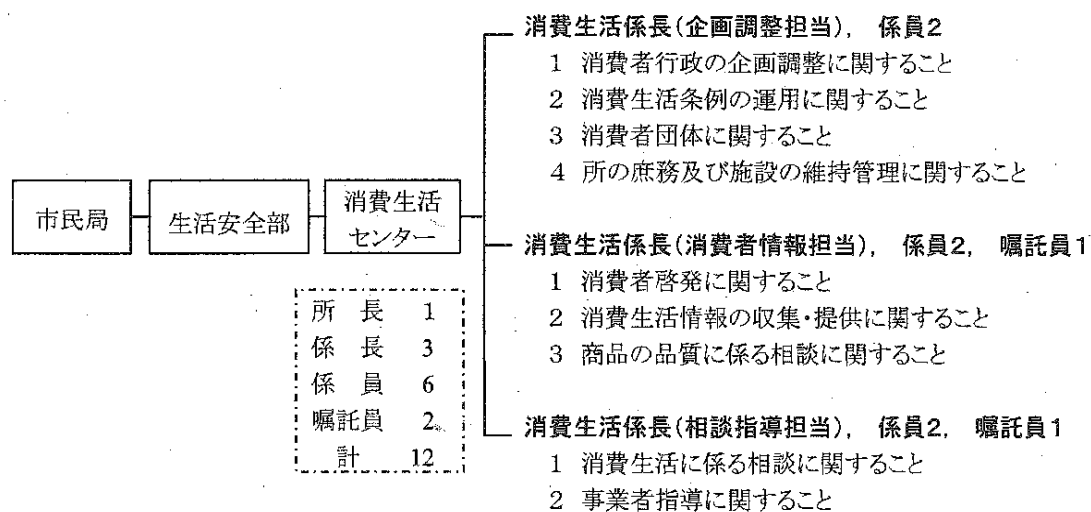 市民局
生活安全部
消費生活
センター
所長 1
係長 3
係員 6
嘱託員 2
計 12
消費生活係長(企画調整担当), 係員2
1 消費者行政の企画調整に関すること
2 消費生活条例の運用に関すること
3 消費者団体に関すること
4 所の庶務及び施設の維持管理に関すること
消費生活係長(消費者情報担当), 係員2, 嘱託員1
1 消費者啓発に関すること
2 消費生活情報の収集・提供に関すること
3 商品の品質に係る相談に関すること
消費生活係長(相談指導担当), 係員2, 嘱託員1
1 消費生活に係る相談に関すること
2 事業者指導に関すること